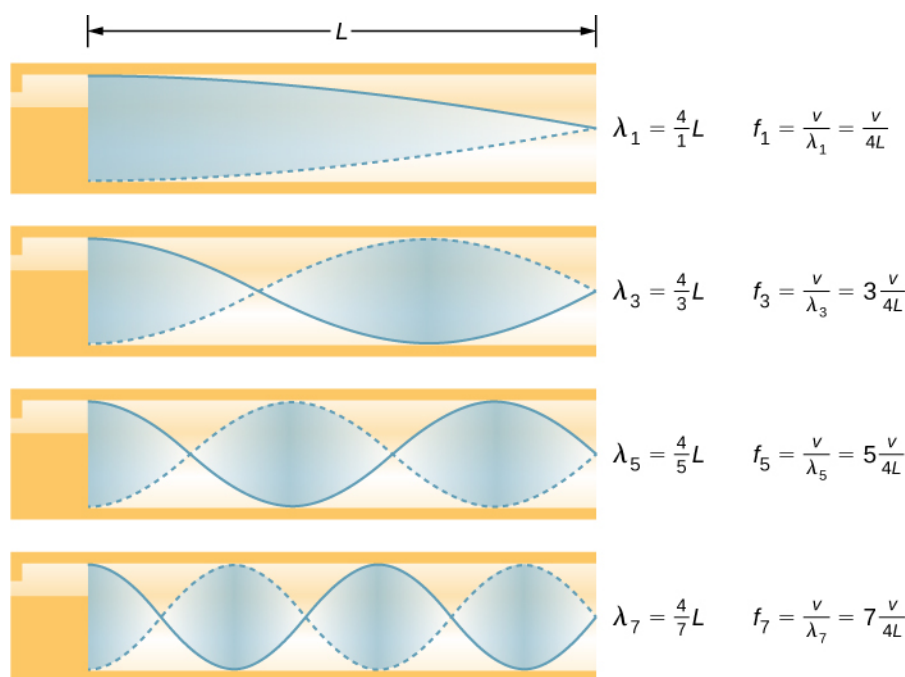 L
λ₁ = 4/1 L f₁ = v/λ₁ = v/4L
λ₃ = 4/3 L f₃ = v/λ₃ = 3 v/4L
λ₅ = 4/5 L f₅ = v/λ₅ = 5 v/4L
λ₇ = 4/7 L f₇ = v/λ₇ = 7 v/4L